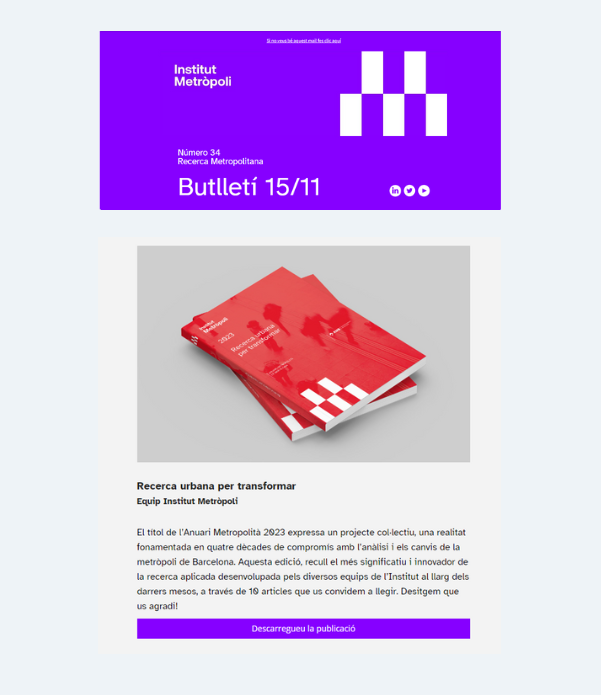 Si no veus bé aquest mail fes clic aquí
Institut
Metròpoli
Número 34
Recerca Metropolitana
Butlletí 15/11
in
Institut
Metròpoli
2023
Recerca urbana
per transformar
Recerca urbana per transformar
Equip Institut Metròpoli
El títol de l'Anuari Metropolità 2023 expressa un projecte col·lectiu, una realitat
fonamentada en quatre dècades de compromís amb l'anàlisi i els canvis de la
metròpoli de Barcelona. Aquesta edició, recull el més significatiu i innovador de
la recerca aplicada desenvolupada pels diversos equips de l'Institut al llarg dels
darrers mesos, a través de 10 articles que us convidem a llegir. Desitgem que
us agradi!
Descarregueu la publicació